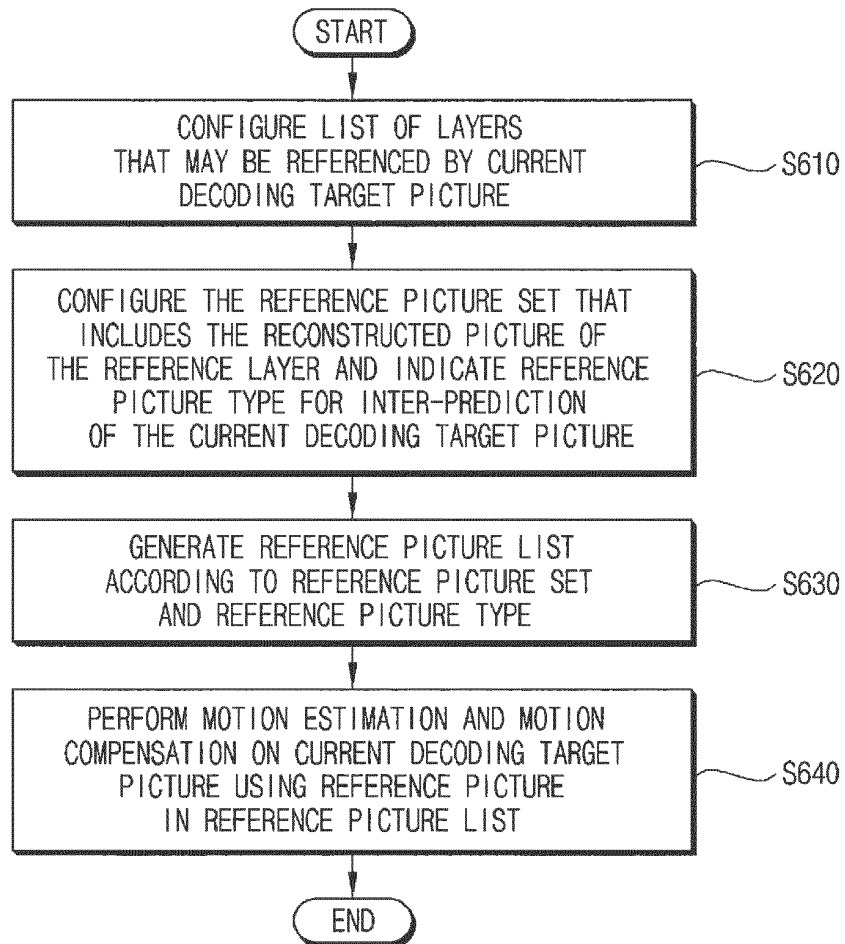 START
CONFIGURE LIST OF LAYERS
THAT MAY BE REFERENCED BY CURRENT
DECODING TARGET PICTURE
S610
CONFIGURE THE REFERENCE PICTURE SET THAT
INCLUDES THE RECONSTRUCTED PICTURE OF
THE REFERENCE LAYER AND INDICATE REFERENCE
PICTURE TYPE FOR INTER-PREDICTION
OF THE CURRENT DECODING TARGET PICTURE
S620
GENERATE REFERENCE PICTURE LIST
ACCORDING TO REFERENCE PICTURE SET
AND REFERENCE PICTURE TYPE
S630
PERFORM MOTION ESTIMATION AND MOTION
COMPENSATION ON CURRENT DECODING TARGET
PICTURE USING REFERENCE PICTURE
IN REFERENCE PICTURE LIST
S640
END